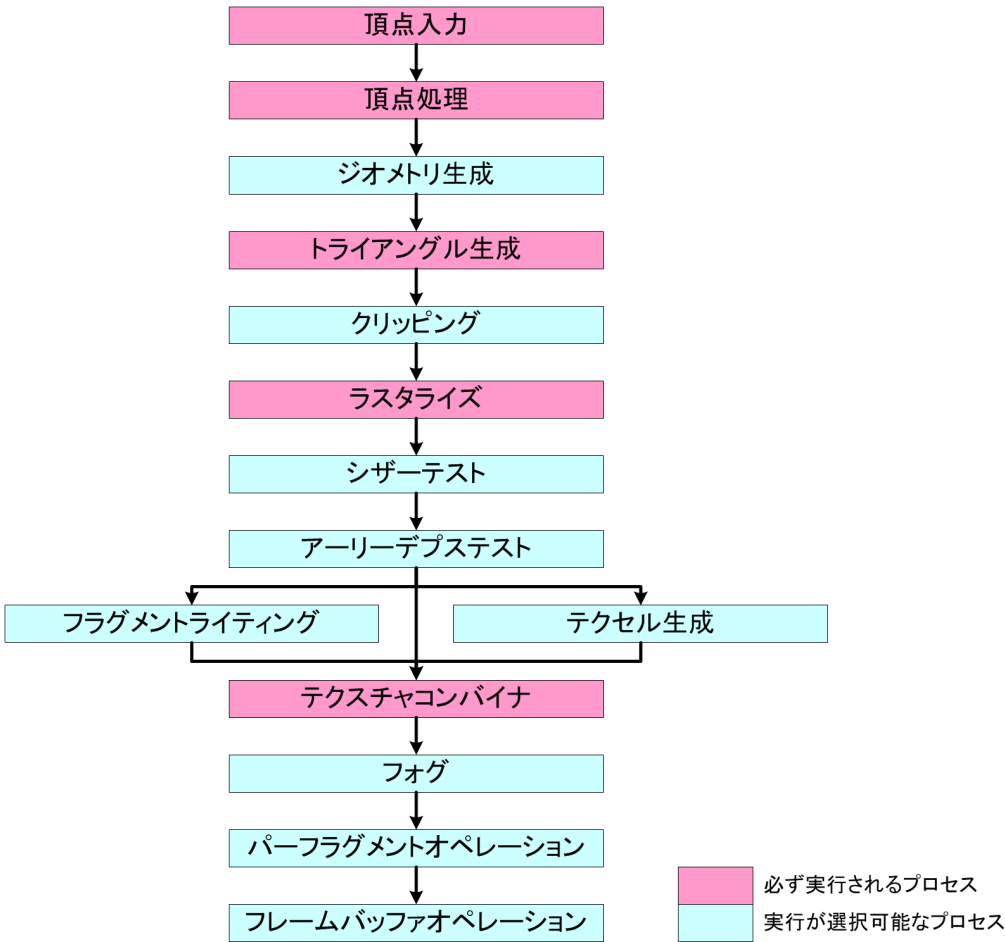 頂点入力
頂点処理
ジオメトリ生成
トライアングル生成
クリッピング
ラスタライズ
シザーテスト
アーリーデプステスト
フラグメントライティング
テクセル生成
テクスチャコンバイナ
フォグ
パーフラグメントオペレーション
フレームバッファオペレーション
必ず実行されるプロセス
実行が選択可能なプロセス